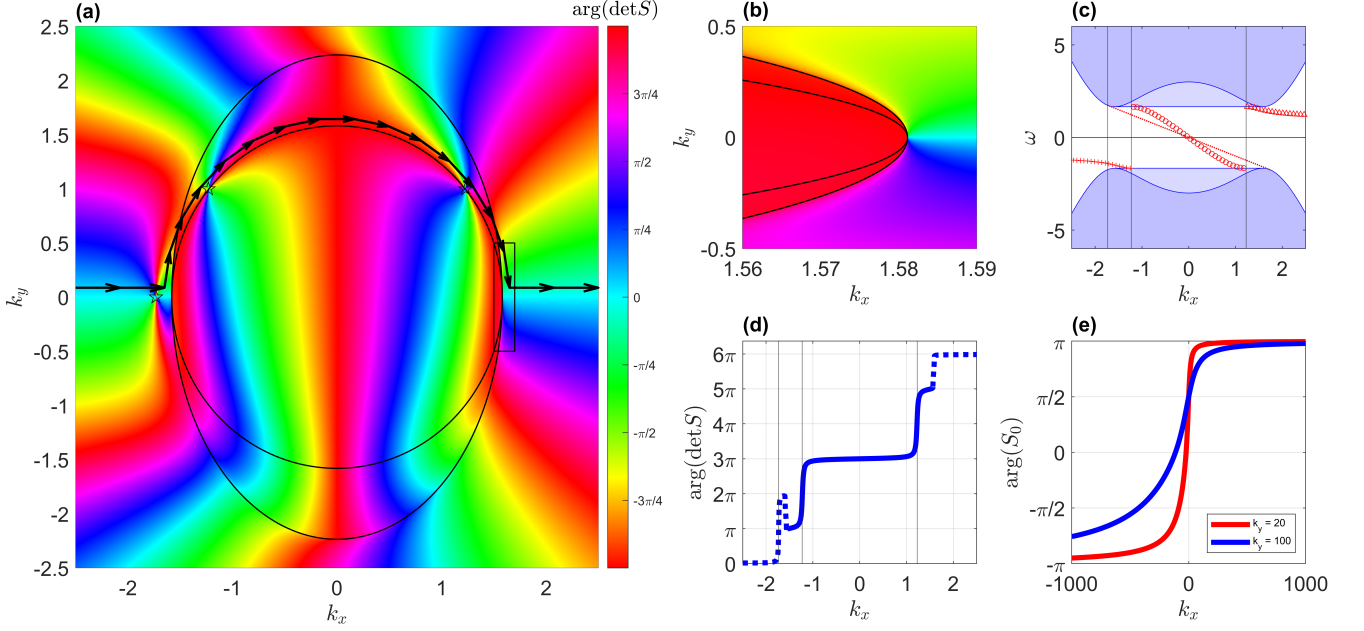 (a)
arg(detS)
2.5
2
1.5
1
0.5
0
-0.5
-1
-1.5
-2
-2.5
k_y
-2
-1
0
1
2
k_x
3π/4
π/2
π/4
0
-π/4
-π/2
-3π/4
(b)
0.5
0
-0.5
k_y
1.56
1.57
1.58
1.59
k_x
(c)
5
0
-5
ω
-2
-1
0
1
2
k_x
(d)
6π
5π
4π
3π
2π
π
0
arg(detS)
-2
-1
0
1
2
k_x
(e)
π
π/2
0
-π/2
-π
arg(S_0)
k_y = 20
k_y = 100
-1000
0
1000
k_x